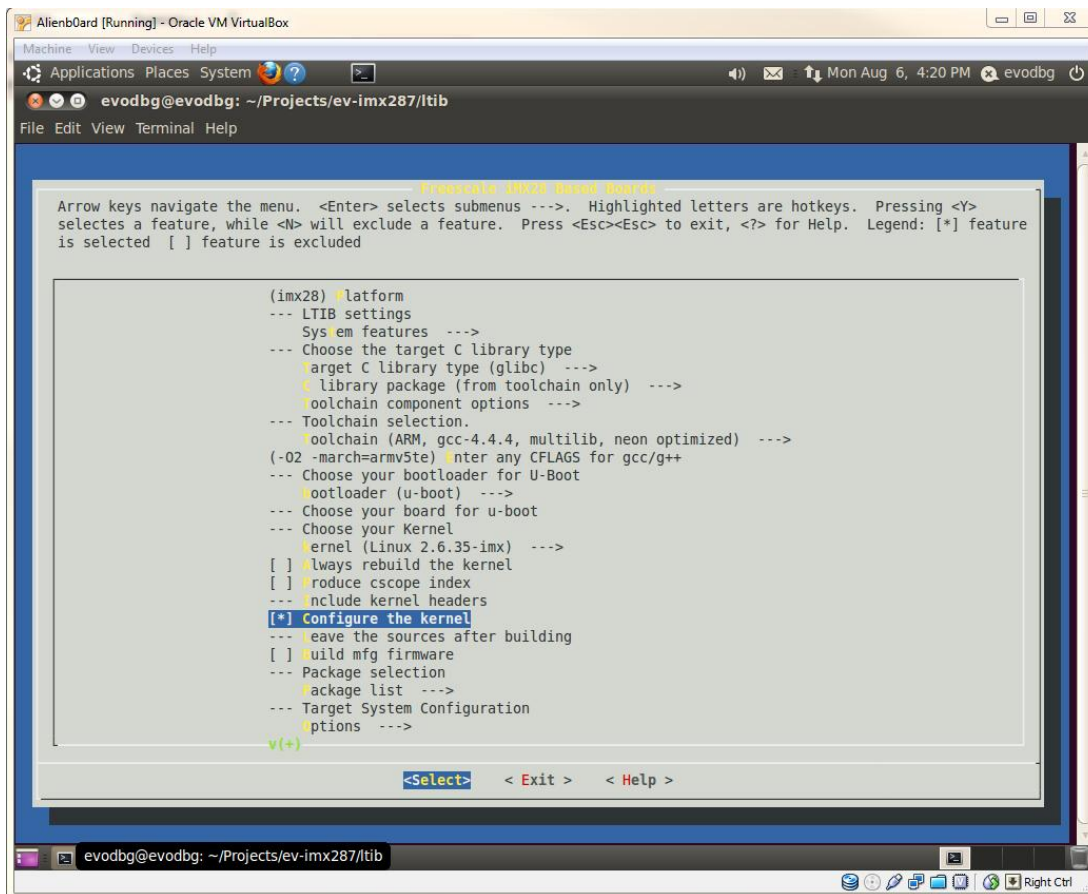 Alienb0ard [Running] - Oracle VM VirtualBox
Machine View Devices Help
Applications Places System Mon Aug 6, 4:20 PM evodbg
evodbg@evodbg: ~/Projects/ev-imx287/ltib
File Edit View Terminal Help
Freescale iMX28 Based Boards
Arrow keys navigate the menu. <Enter> selects submenus --->. Highlighted letters are hotkeys. Pressing <Y>
selectes a feature, while <N> will exclude a feature. Press <Esc><Esc> to exit, <?> for Help. Legend: [*] feature
is selected [ ] feature is excluded
(imx28) Platform
--- LTIB settings
System features --->
--- Choose the target C library type
Target C library type (glibc) --->
C library package (from toolchain only) --->
Toolchain component options --->
--- Toolchain selection.
Toolchain (ARM, gcc-4.4.4, multilib, neon optimized) --->
(-O2 -march=armv5te) Enter any CFLAGS for gcc/g++
--- Choose your bootloader for U-Boot
bootloader (u-boot) --->
--- Choose your board for u-boot
--- Choose your Kernel
kernel (Linux 2.6.35-imx) --->
[ ] Always rebuild the kernel
[ ] Produce cscope index
--- Include kernel headers
[*] Configure the kernel
--- Leave the sources after building
[ ] Build mfg firmware
--- Package selection
Package list --->
--- Target System Configuration
Options --->
v(+)
<Select> < Exit > < Help >
evodbg@evodbg: ~/Projects/ev-imx287/ltib
Right Ctrl